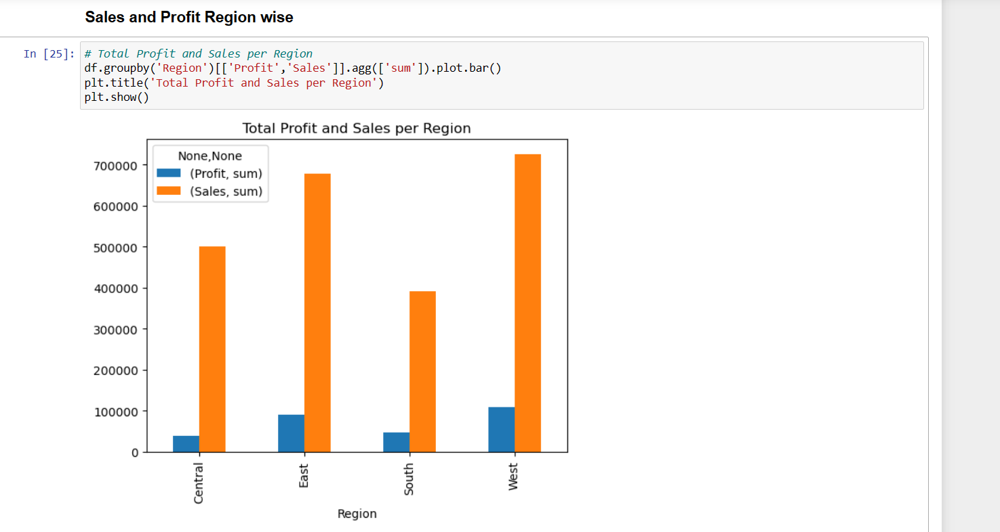 Sales and Profit Region wise
In [25]: # Total Profit and Sales per Region
df.groupby('Region')[['Profit','Sales']].agg(['sum']).plot.bar()
plt.title('Total Profit and Sales per Region')
plt.show()
Total Profit and Sales per Region
None,None
(Profit, sum)
(Sales, sum)
700000
600000
500000
400000
300000
200000
100000
0
Central
East
South
West
Region